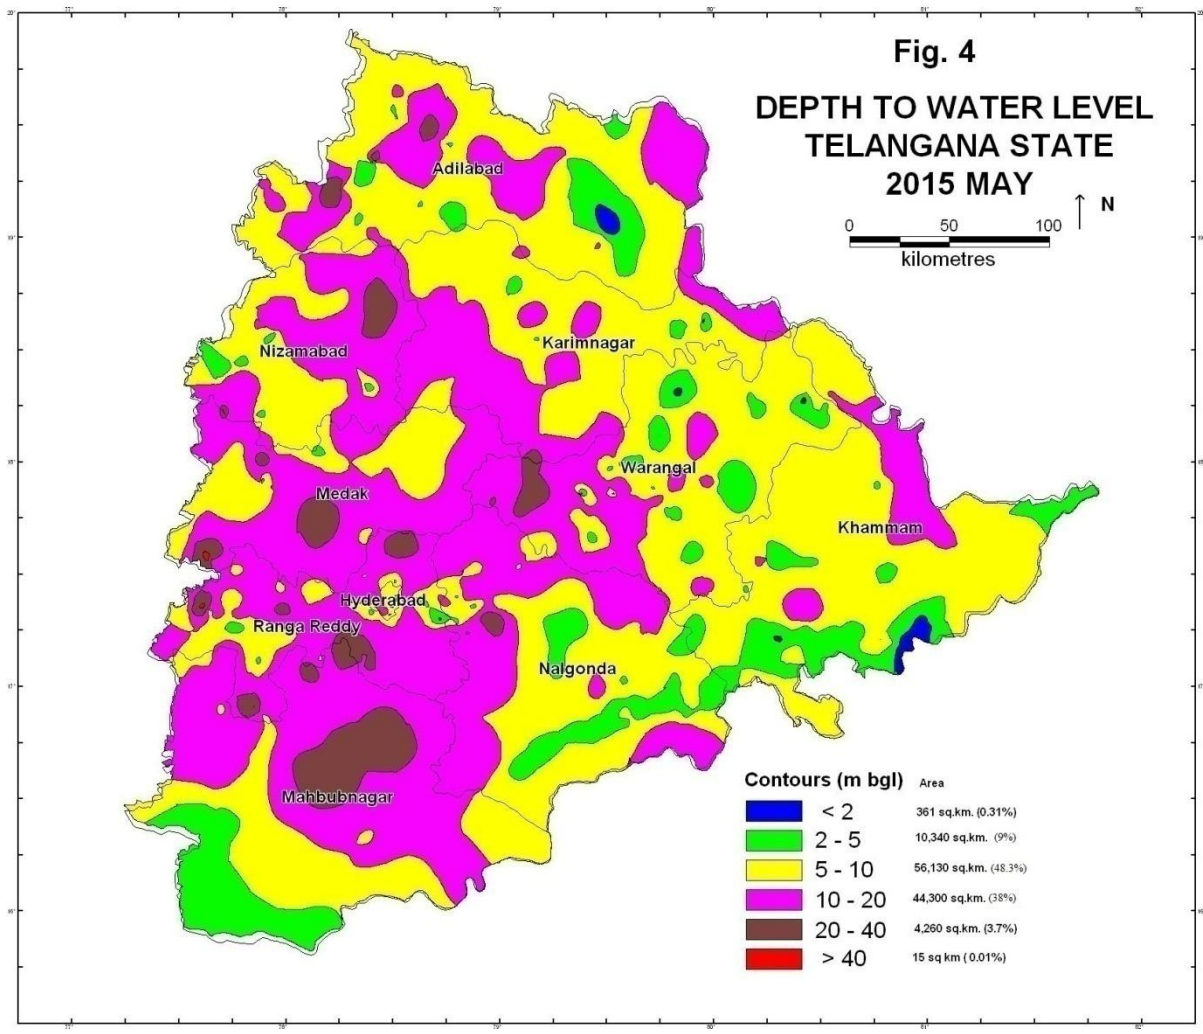 Fig. 4
DEPTH TO WATER LEVEL
TELANGANA STATE
2015 MAY
N
0 50 100
kilometres
Adilabad
Nizamabad
Karimnagar
Warangal
Medak
Khammam
Hyderabad
Ranga Reddy
Nalgonda
Mahbubnagar
Contours (m bgl) Area
< 2 361 sq.km. (0.31%)
2 - 5 10,340 sq.km. (9%)
5 - 10 56,130 sq.km. (48.3%)
10 - 20 44,300 sq.km. (38%)
20 - 40 4,260 sq.km. (3.7%)
> 40 15 sq km ( 0.01%)